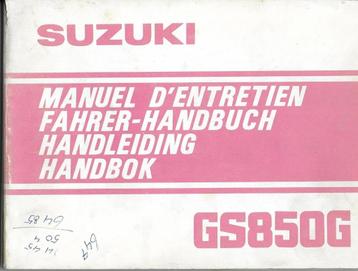 SUZUKI
MANUEL D'ENTRETIEN
FAHRER-HANDBUCH
HANDLEIDING
HANDBOK
GS850G